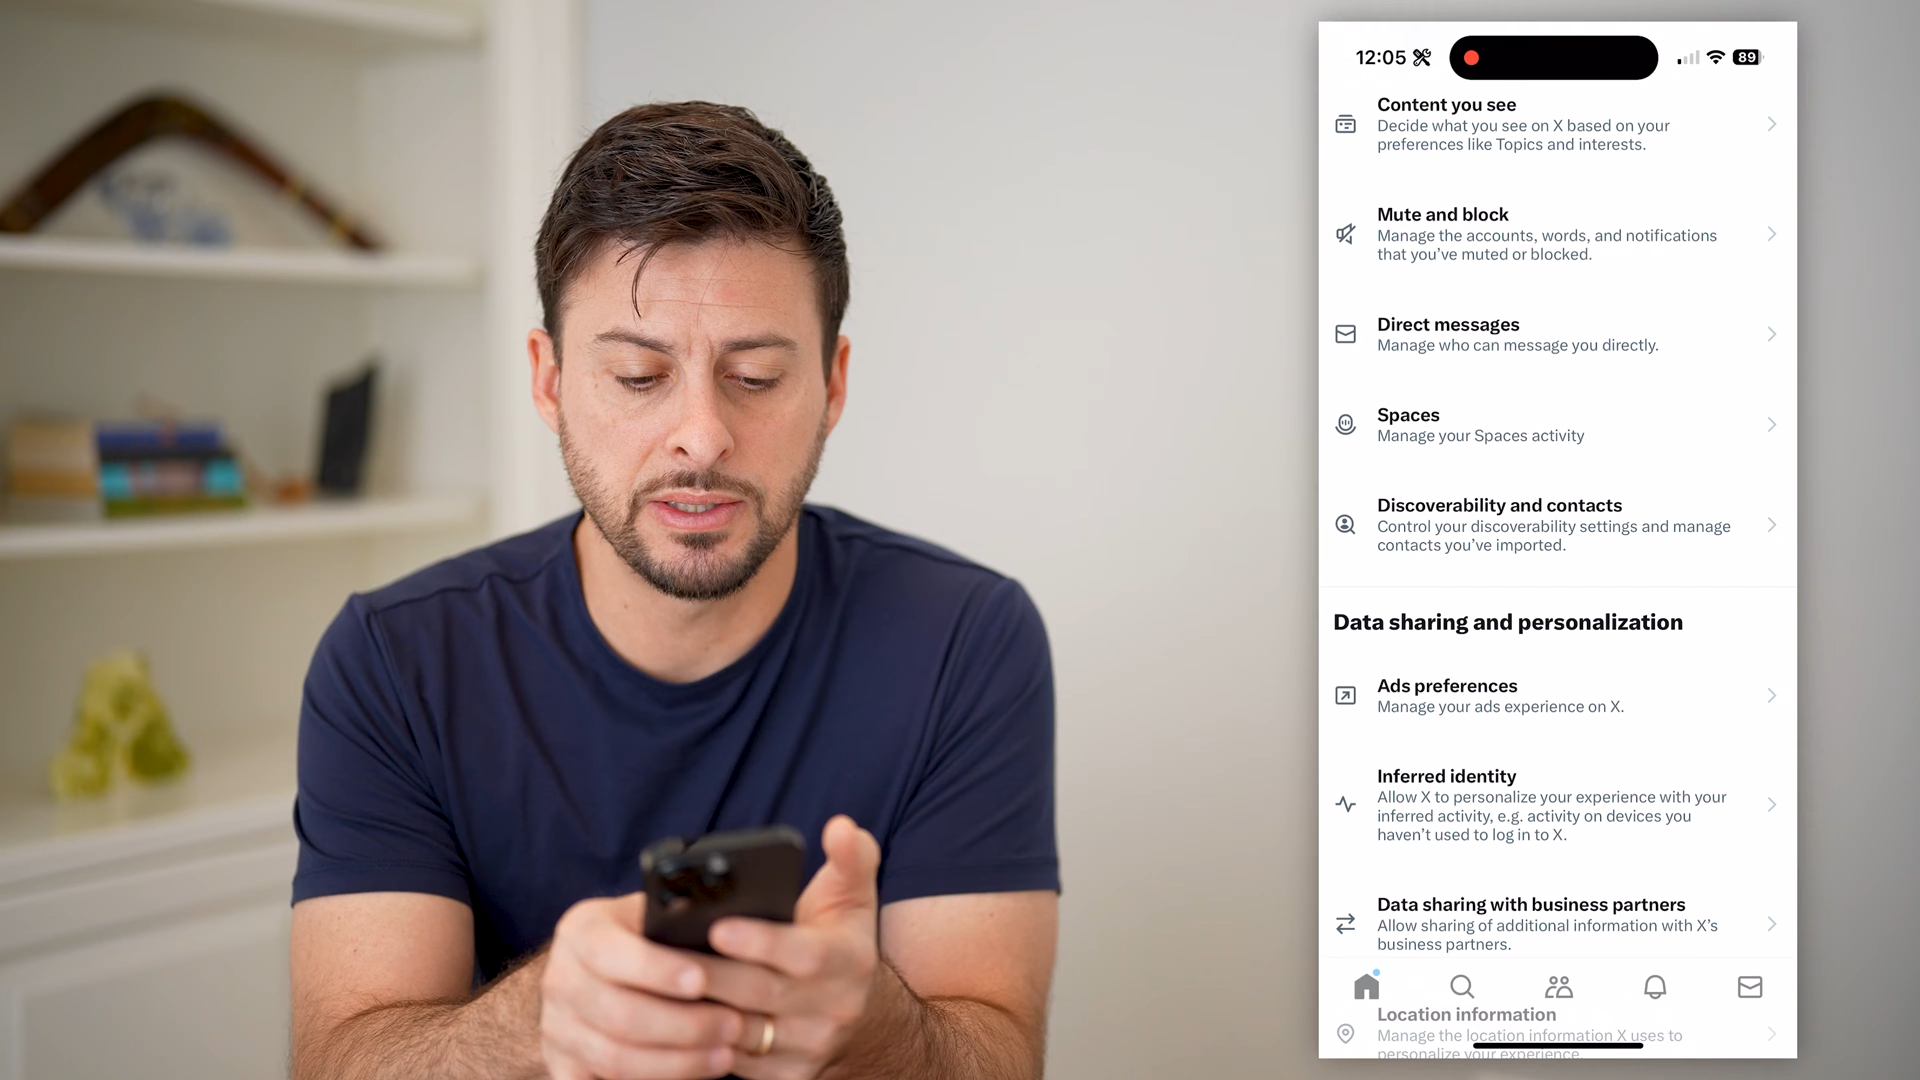 12:05
89
Content you see
Decide what you see on X based on your
preferences like Topics and interests.
Mute and block
Manage the accounts, words, and notifications
that you’ve muted or blocked.
Direct messages
Manage who can message you directly.
Spaces
Manage your Spaces activity
Discoverability and contacts
Control your discoverability settings and manage
contacts you’ve imported.
Data sharing and personalization
Ads preferences
Manage your ads experience on X.
Inferred identity
Allow X to personalize your experience with your
inferred activity, e.g. activity on devices you
haven’t used to log in to X.
Data sharing with business partners
Allow sharing of additional information with X’s
business partners.
Location information
Manage the location information X uses to
personalize your experience.